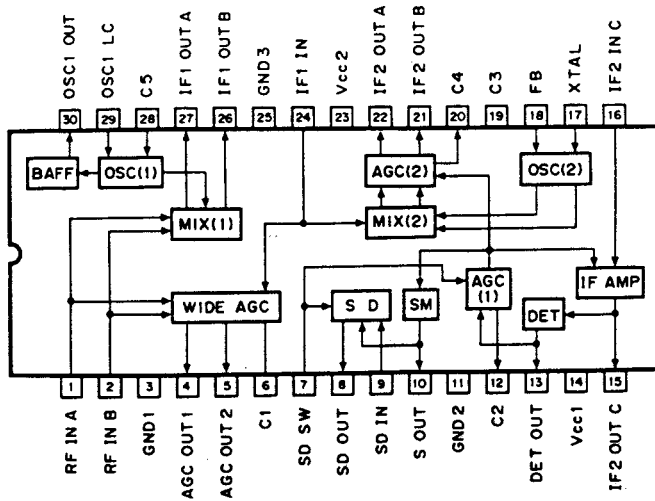 OSC1 OUT
OSC1 LC
C5
IF1 OUT A
IF1 OUT B
GND3
IF1 IN
Vcc2
IF2 OUT A
IF2 OUT B
C4
C3
FB
XTAL
IF2 IN C
30
29
28
27
26
25
24
23
22
21
20
19
18
17
16
BAFF
OSC(1)
AGC(2)
OSC(2)
MIX(1)
MIX(2)
WIDE AGC
S D
SM
AGC
(1)
IF AMP
DET
1
2
3
4
5
6
7
8
9
10
11
12
13
14
15
RF IN A
RF IN B
GND1
AGC OUT1
AGC OUT2
C1
SD SW
SD OUT
SD IN
S OUT
GND2
C2
DET OUT
Vcc1
IF2 OUT C